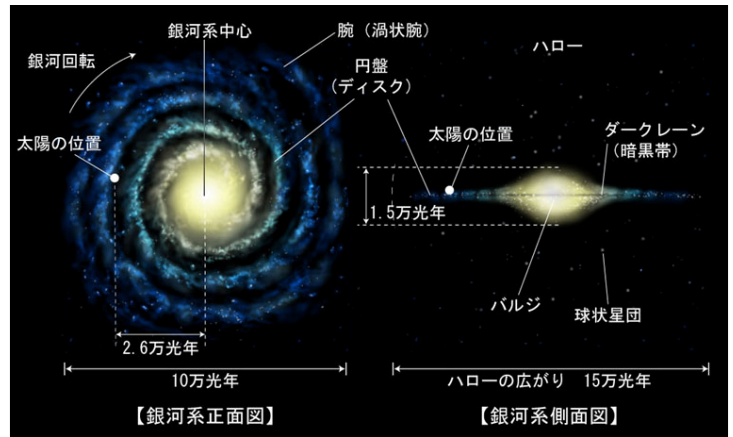 銀河系中心
腕（渦状腕）
銀河回転
円盤
（ディスク）
太陽の位置
2.6万光年
10万光年
【銀河系正面図】
ハロー
太陽の位置
ダークレーン
（暗黒帯）
1.5万光年
バルジ
球状星団
ハローの広がり 15万光年
【銀河系側面図】